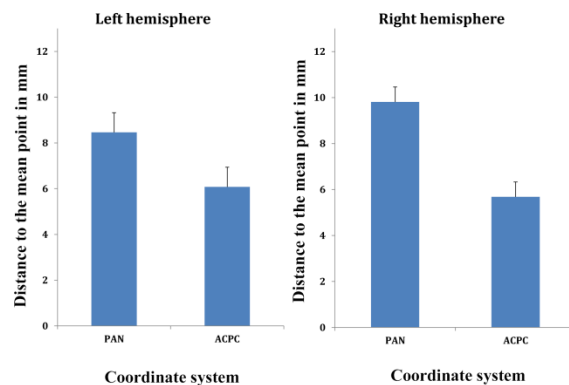 Left hemisphere
Distance to the mean point in mm
12
10
8
6
4
2
0
PAN ACPC
Coordinate system
Right hemisphere
Distance to the mean point in mm
12
10
8
6
4
2
0
PAN ACPC
Coordinate system